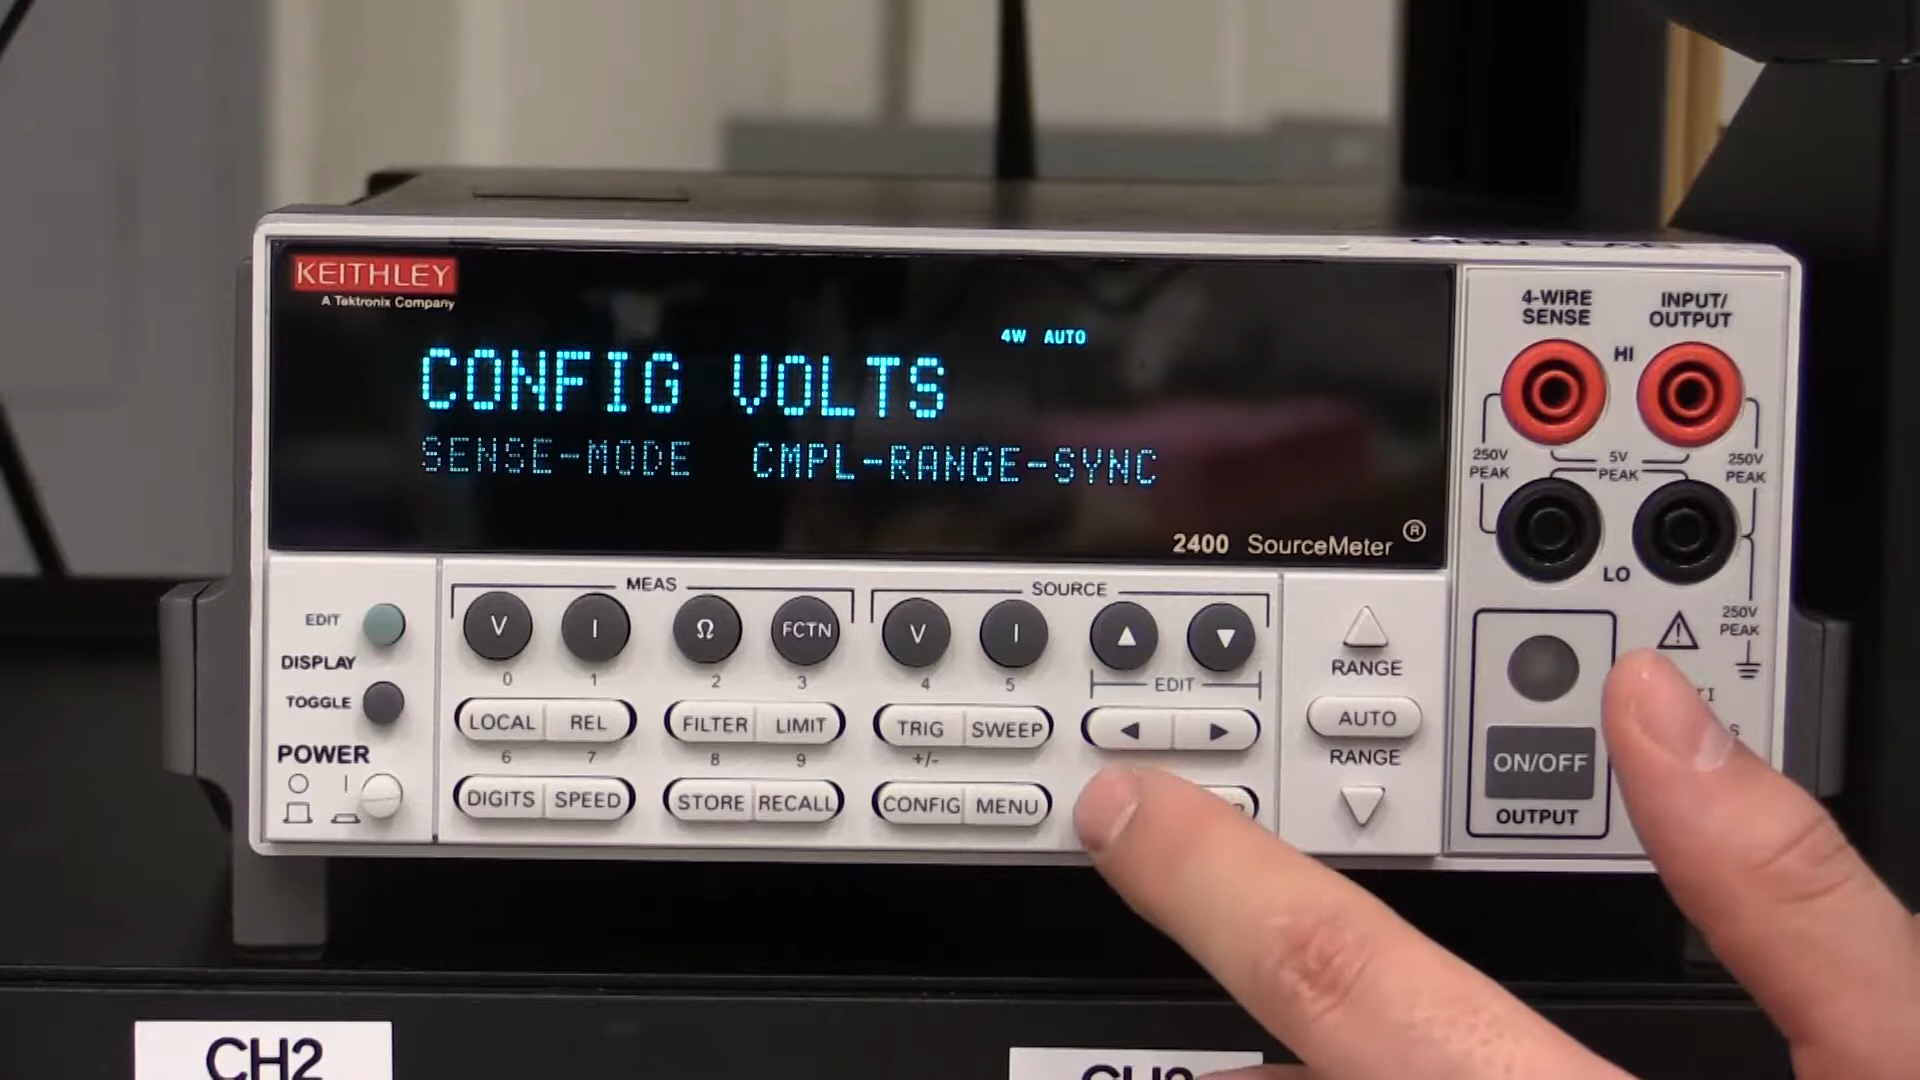 KEITHLEY
A Tektronix Company
4W AUTO
CONFIG VOLTS
SENSE-MODE CMPL-RANGE-SYNC
2400 SourceMeter ®
4-WIRE SENSE
INPUT/ OUTPUT
HI
250V PEAK
5V PEAK
250V PEAK
LO
250V PEAK
MEAS
SOURCE
EDIT
V I Ω FCTN V I ▲ ▼
DISPLAY
0 1 2 3 4 5
EDIT
RANGE
TOGGLE
LOCAL REL FILTER LIMIT TRIG SWEEP ◀ ▶
AUTO
POWER
6 7 8 9 +/-
RANGE
DIGITS SPEED STORE RECALL CONFIG MENU
ON/OFF
OUTPUT
CH2